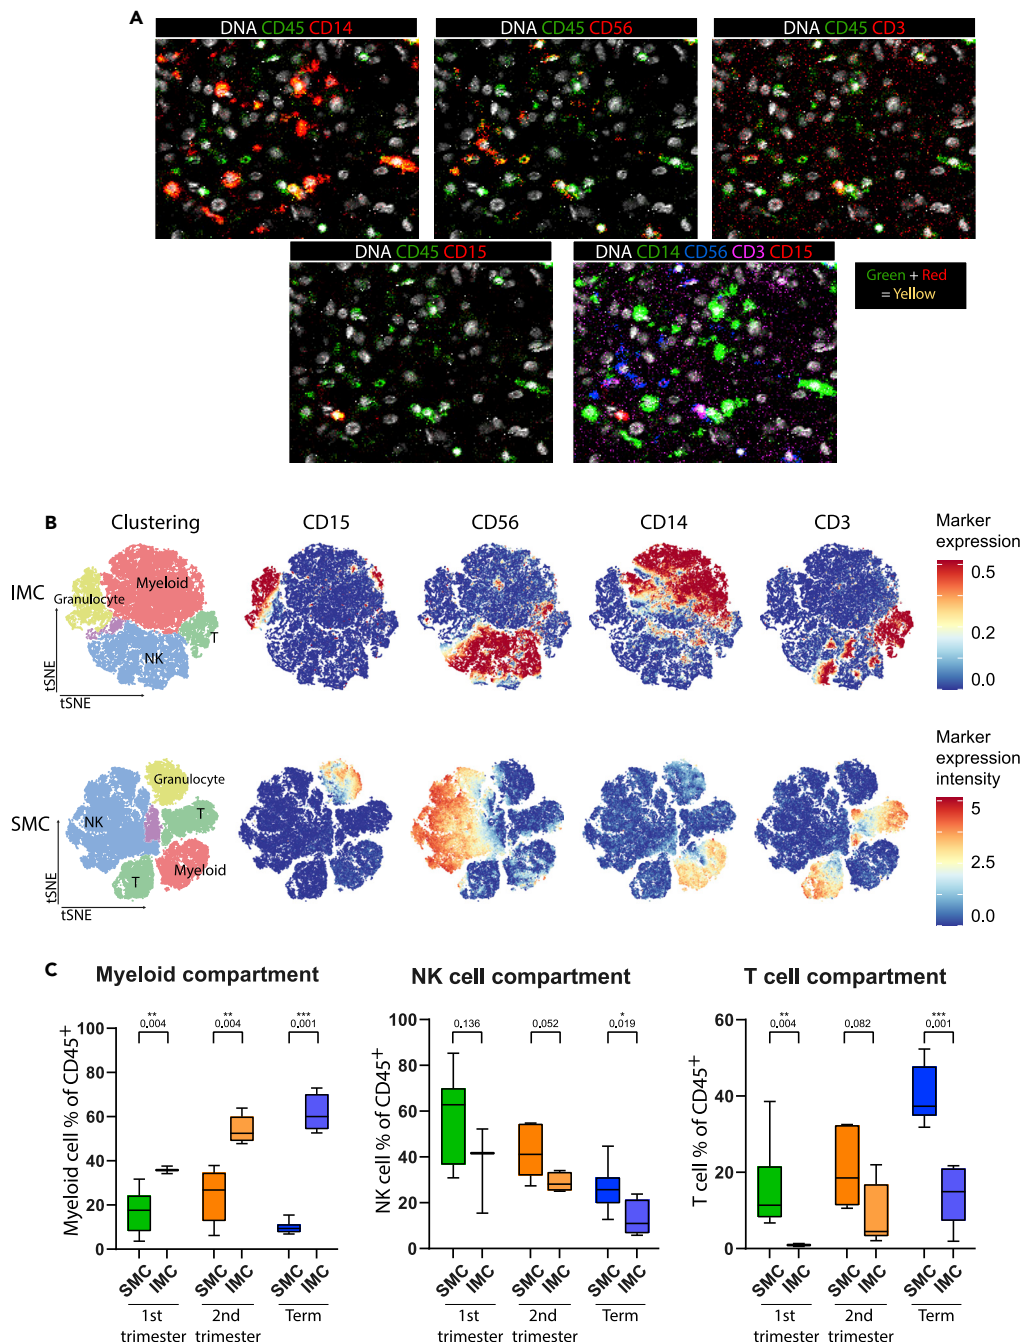 A
DNA CD45 CD14
DNA CD45 CD56
DNA CD45 CD3
DNA CD45 CD15
DNA CD14 CD56 CD3 CD15
Green + Red
= Yellow
B
Clustering
CD15
CD56
CD14
CD3
Marker
expression
IMC
Myeloid
Granulocyte
T
NK
tSNE
tSNE
0.5
0.2
0.0
Marker
expression
intensity
SMC
Granulocyte
NK
T
Myeloid
T
tSNE
tSNE
5
2.5
0.0
C
Myeloid compartment
NK cell compartment
T cell compartment
Myeloid cell % of CD45+
100
80
60
40
20
0
**
0.004
**
0.004
***
0.001
SMC
IMC
SMC
IMC
SMC
IMC
1st
trimester
2nd
trimester
Term
NK cell % of CD45+
100
80
60
40
20
0
0.136
0.052
*
0.019
SMC
IMC
SMC
IMC
SMC
IMC
1st
trimester
2nd
trimester
Term
T cell % of CD45+
60
40
20
0
**
0.004
0.082
***
0.001
SMC
IMC
SMC
IMC
SMC
IMC
1st
trimester
2nd
trimester
Term